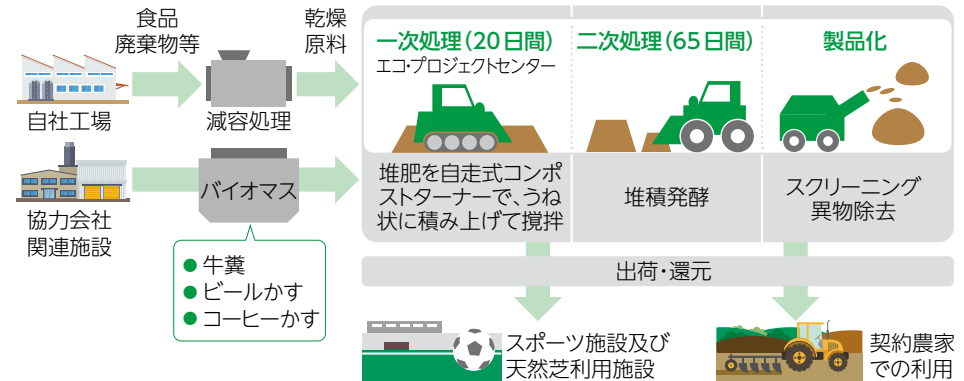 食品
廃棄物等
乾燥
原料
自社工場
減容処理
協力会社
関連施設
バイオマス
● 牛糞
● ビールかす
● コーヒーかす
一次処理(20日間)
エコ・プロジェクトセンター
堆肥を自走式コンポ
ストターナーで、うね
状に積み上げて撹拌
二次処理(65日間)
堆積発酵
製品化
スクリーニング
異物除去
出荷・還元
スポーツ施設及び
天然芝利用施設
契約農家
での利用